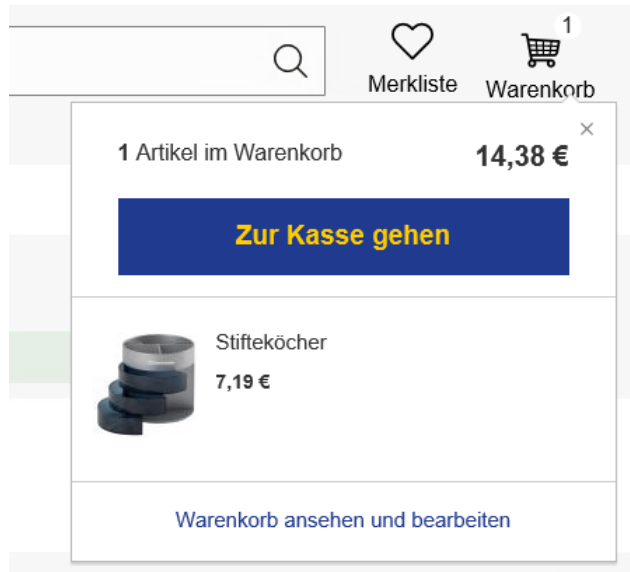 1
Merkliste
Warenkorb
1 Artikel im Warenkorb
14,38 €
Zur Kasse gehen
Stifteköcher
7,19 €
Warenkorb ansehen und bearbeiten